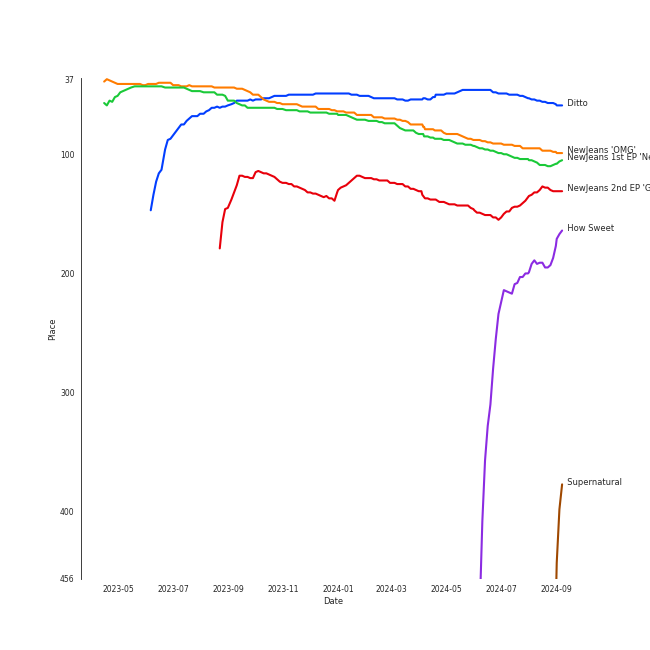 37
100
200
300
400
456
Place
Ditto
NewJeans 'OMG'
NewJeans 1st EP 'Ne
NewJeans 2nd EP 'G
How Sweet
Supernatural
2023-05 2023-07 2023-09 2023-11 2024-01 2024-03 2024-05 2024-07 2024-09
Date